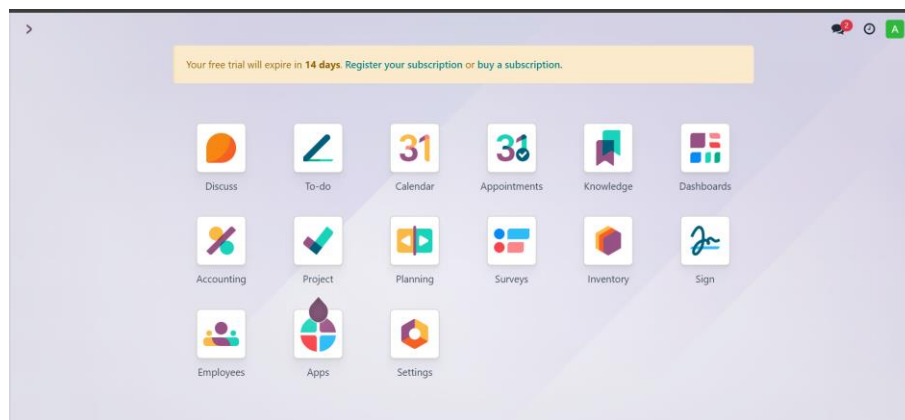 2
A
Your free trial will expire in 14 days. Register your subscription or buy a subscription.
31
31
Discuss
To-do
Calendar
Appointments
Knowledge
Dashboards
Accounting
Project
Planning
Surveys
Inventory
Sign
Employees
Apps
Settings